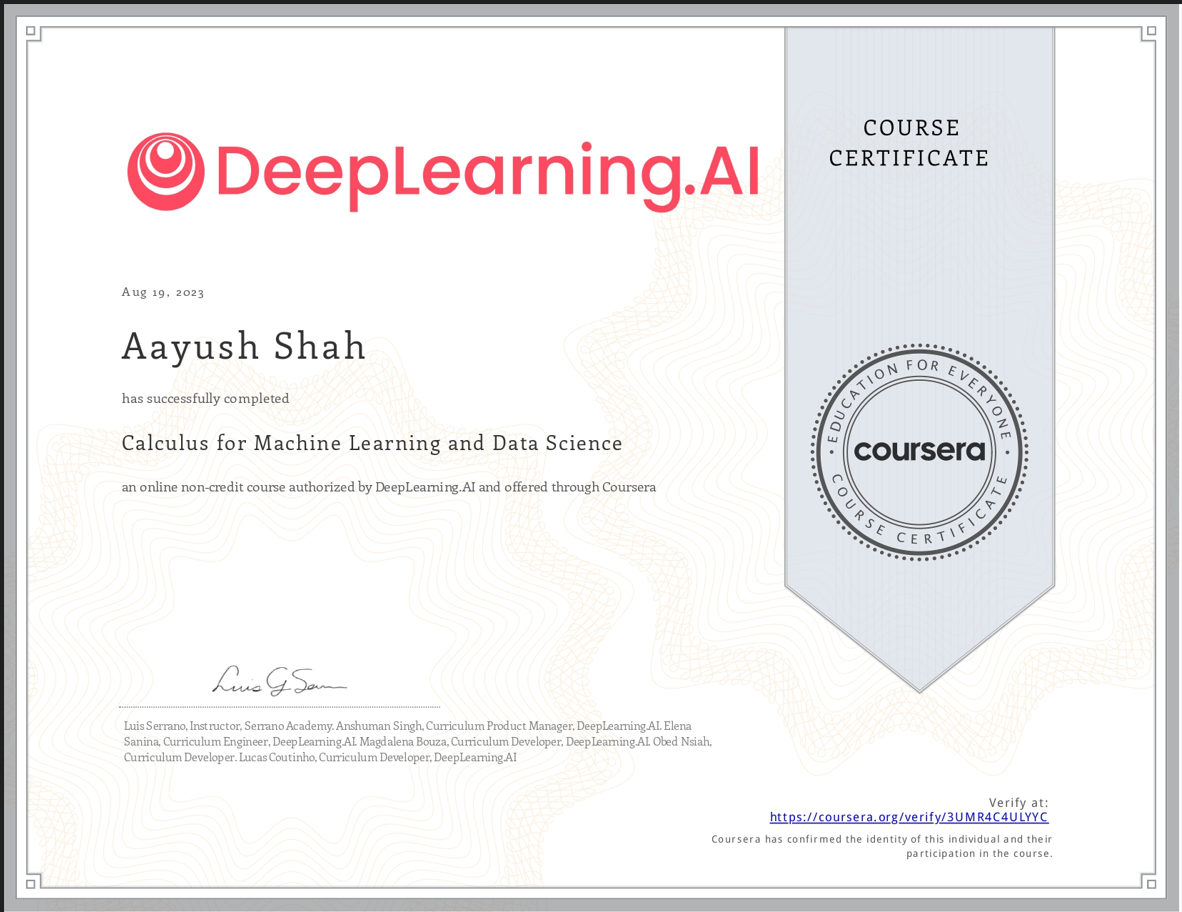 DeepLearning.AI
COURSE
CERTIFICATE
Aug 19, 2023
Aayush Shah
has successfully completed
Calculus for Machine Learning and Data Science
an online non-credit course authorized by DeepLearning.AI and offered through Coursera
EDUCATION FOR EVERYONE
coursera
COURSE CERTIFICATE
Luis Serrano, Instructor, Serrano Academy. Anshuman Singh, Curriculum Product Manager, DeepLearning.AI. Elena
Sanina, Curriculum Engineer, DeepLearning.AI. Magdalena Bouza, Curriculum Developer, DeepLearning.AI. Obed Nsiah,
Curriculum Developer. Lucas Coutinho, Curriculum Developer, DeepLearning.AI
Verify at:
https://coursera.org/verify/3UMR4C4ULYYC
Coursera has confirmed the identity of this individual and their
participation in the course.